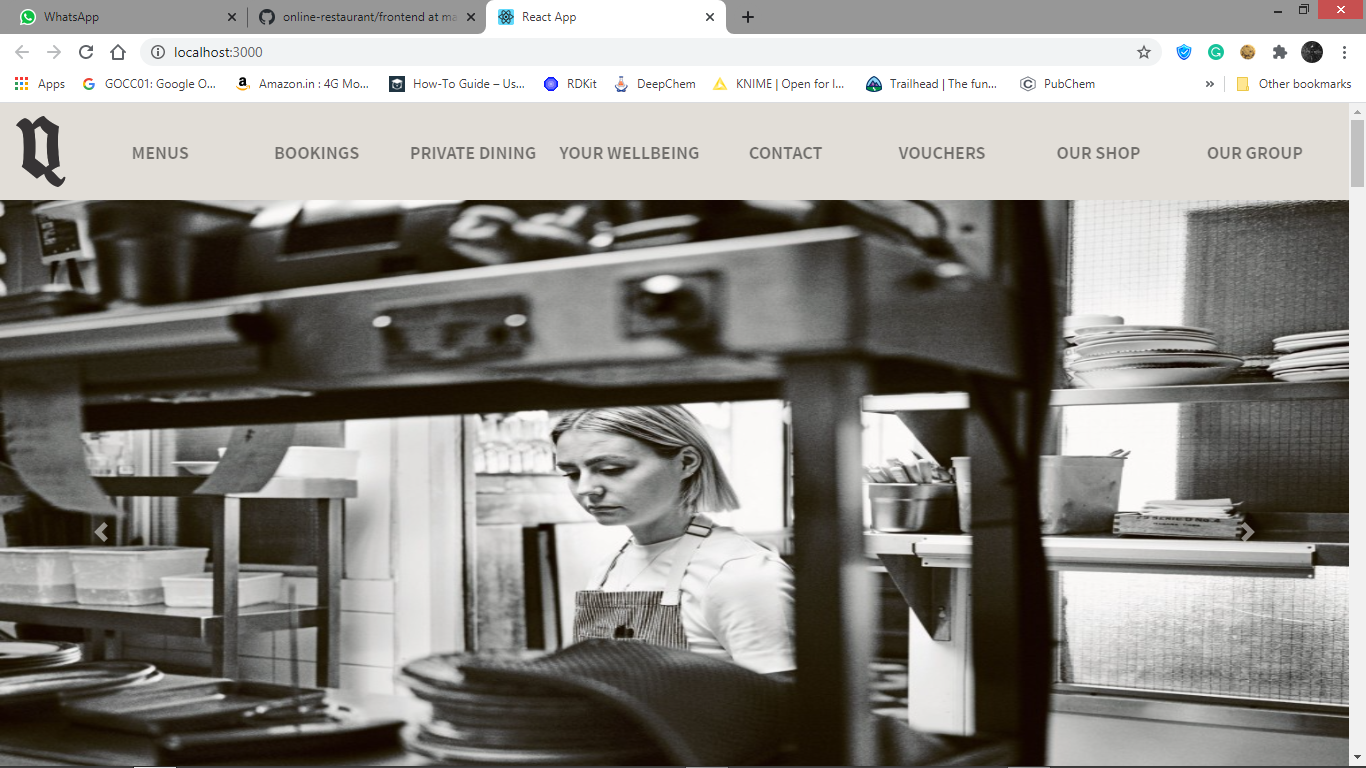 WhatsApp
online-restaurant/frontend at ma
React App
localhost:3000
Apps
GOCC01: Google O...
Amazon.in : 4G Mo...
How-To Guide – Us...
RDKit
DeepChem
KNIME | Open for I...
Trailhead | The fun...
PubChem
»
Other bookmarks
Q
MENUS
BOOKINGS
PRIVATE DINING
YOUR WELLBEING
CONTACT
VOUCHERS
OUR SHOP
OUR GROUP